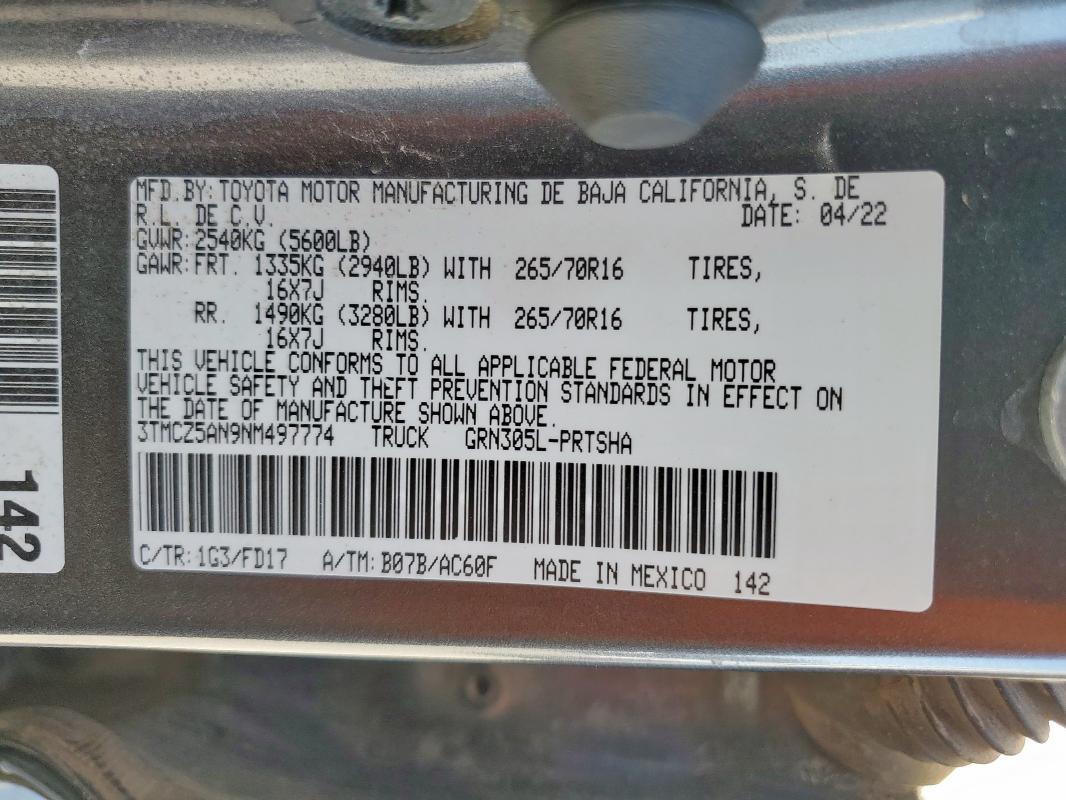 MFD.BY: TOYOTA MOTOR MANUFACTURING DE BAJA CALIFORNIA, S. DE
R.L. DE C.V. DATE: 04/22
GVWR: 2540KG (5600LB)
GAWR: FRT. 1335KG (2940LB) WITH 265/70R16 TIRES,
16X7J RIMS.
RR. 1490KG (3280LB) WITH 265/70R16 TIRES,
16X7J RIMS.
THIS VEHICLE CONFORMS TO ALL APPLICABLE FEDERAL MOTOR
VEHICLE SAFETY AND THEFT PREVENTION STANDARDS IN EFFECT ON
THE DATE OF MANUFACTURE SHOWN ABOVE.
3TMCZ5AN9NM497774 TRUCK GRN305L-PRTSHA
C/TR: 1G3/FD17 A/TM: B07B/AC60F MADE IN MEXICO 142
142